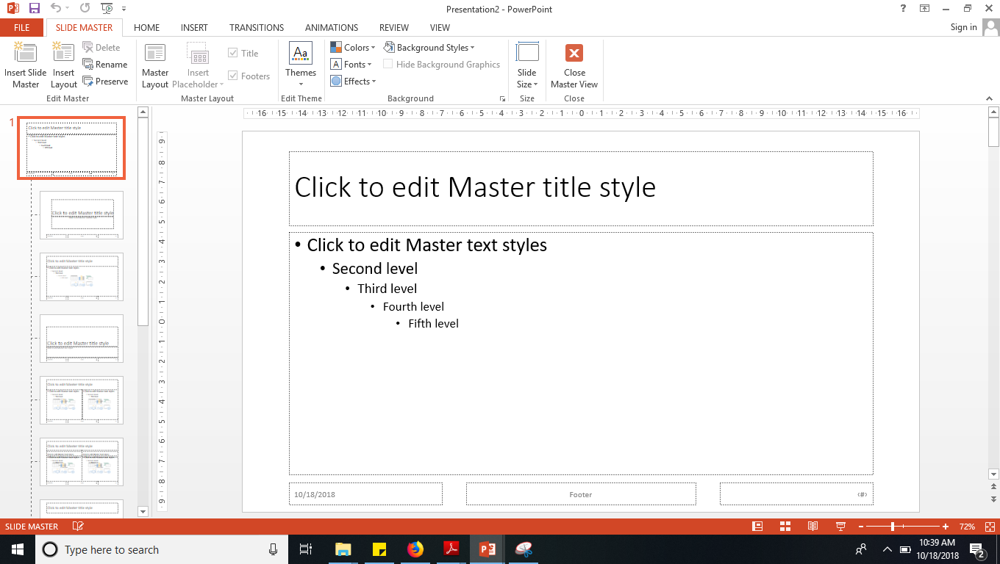 Presentation2 - PowerPoint
FILE SLIDE MASTER HOME INSERT TRANSITIONS ANIMATIONS REVIEW VIEW Sign in
Insert Slide Master
Insert Layout
Delete
Rename
Preserve
Edit Master
Master Layout
Insert Placeholder
Title
Footers
Master Layout
Aa
Themes
Edit Theme
Colors
Fonts
Effects
Background Styles
Hide Background Graphics
Background
Slide Size
Size
Close Master View
Close
16 15 14 13 12 11 10 9 8 7 6 5 4 3 2 1 0 1 2 3 4 5 6 7 8 9 10 11 12 13 14 15 16
9 8 7 6 5 4 3 2 1 0 1 2 3 4 5 6 7 8 9
1
Click to edit Master title style
Click to edit Master title style
Click to edit Master title style
Click to edit Master title style
Click to edit Master title style
Click to edit Master title style
Click to edit Master title style
Click to edit Master title style
• Click to edit Master text styles
• Second level
• Third level
• Fourth level
• Fifth level
10/18/2018 Footer ‹#›
SLIDE MASTER 72%
Type here to search
10:39 AM
10/18/2018
2